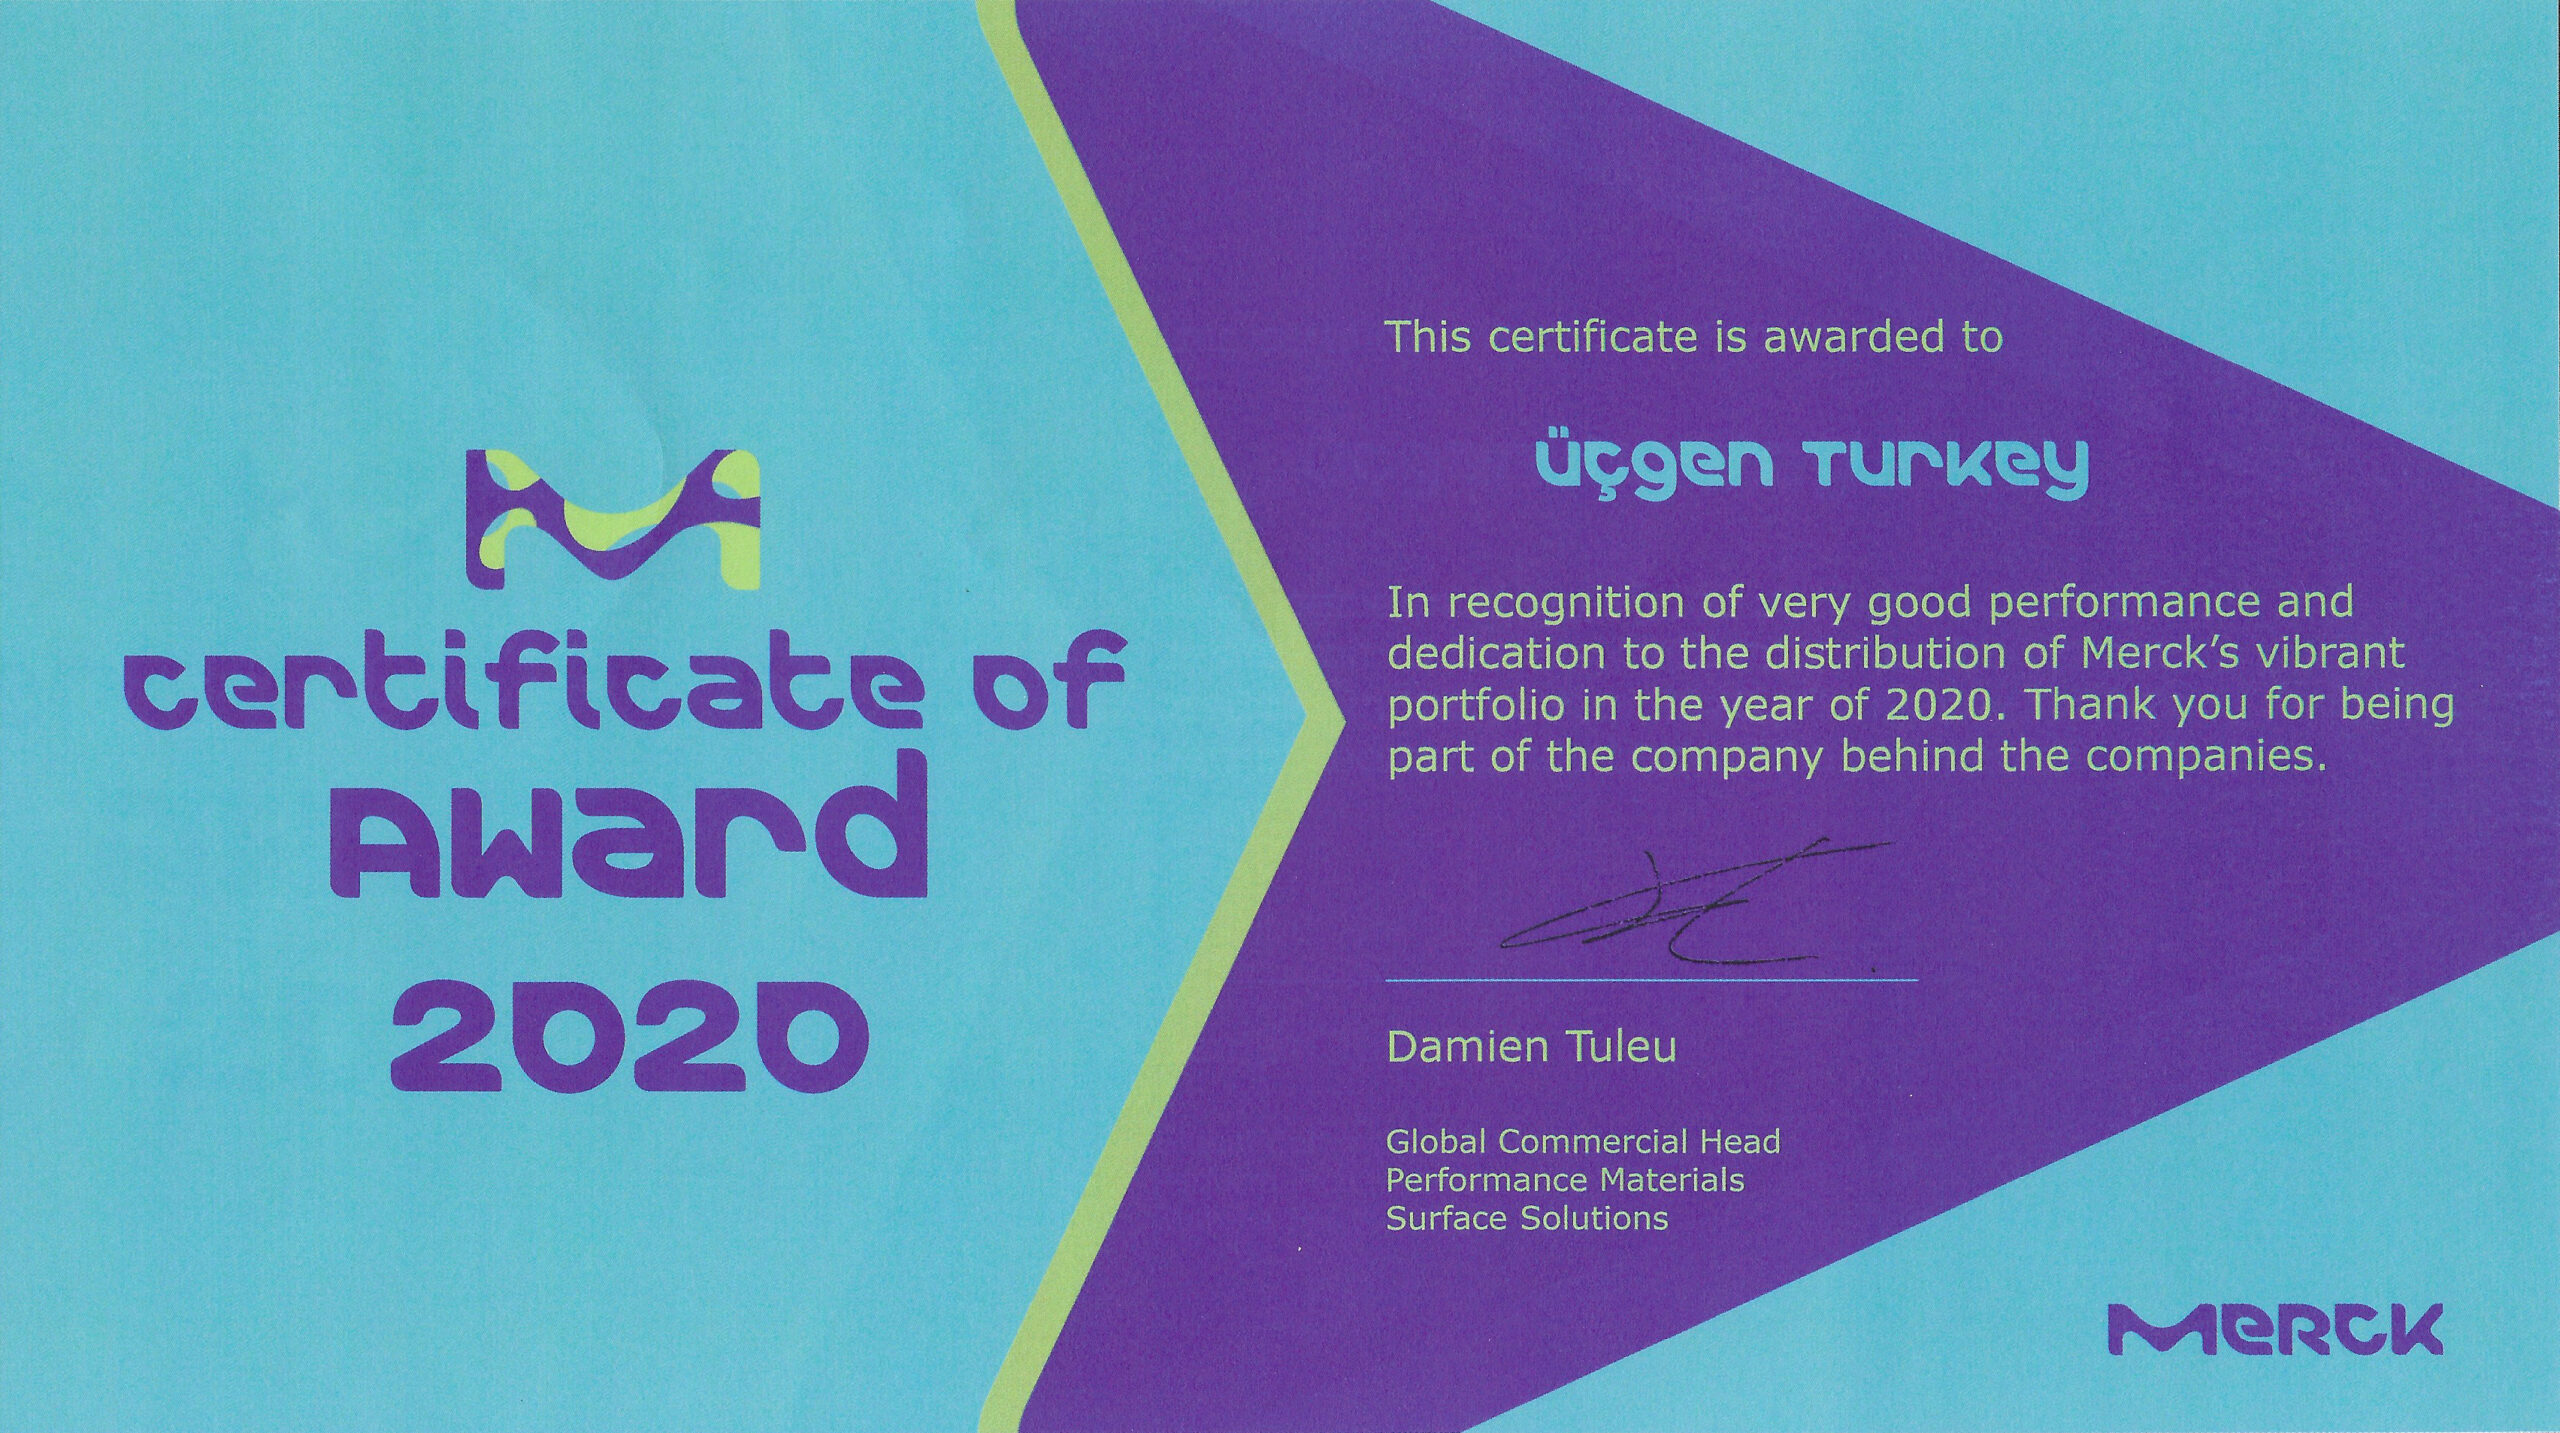 certificate of
Award
2020
This certificate is awarded to
üçgen Turkey
In recognition of very good performance and
dedication to the distribution of Merck's vibrant
portfolio in the year of 2020. Thank you for being
part of the company behind the companies.
Damien Tuleu
Global Commercial Head
Performance Materials
Surface Solutions
Merck